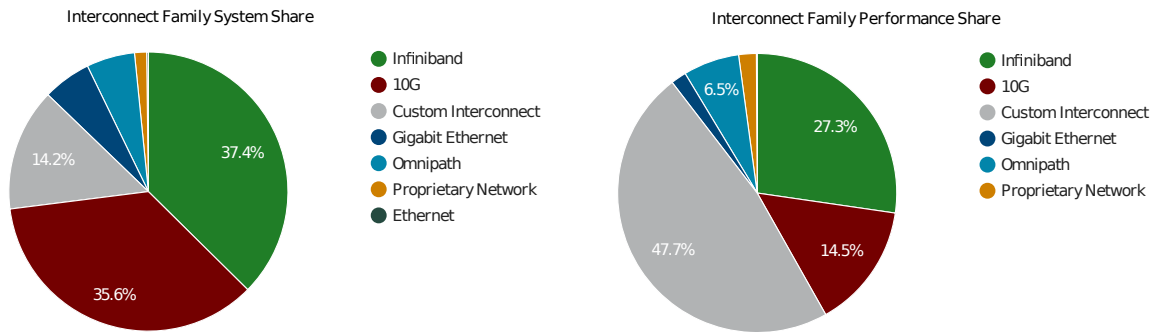 Interconnect Family System Share
37.4%
35.6%
14.2%
Infiniband
10G
Custom Interconnect
Gigabit Ethernet
Omnipath
Proprietary Network
Ethernet
Interconnect Family Performance Share
27.3%
14.5%
47.7%
6.5%
Infiniband
10G
Custom Interconnect
Gigabit Ethernet
Omnipath
Proprietary Network